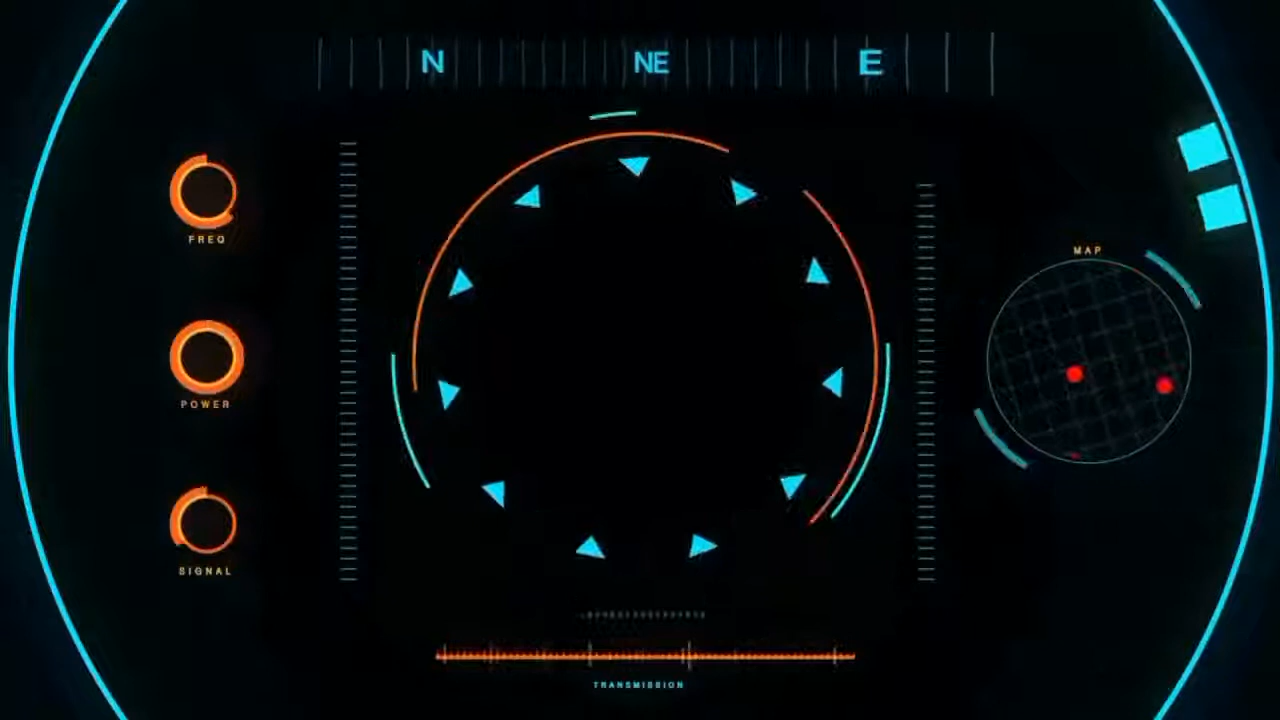 N NE E
FREQ
MAP
POWER
SIGNAL
TRANSMISSION